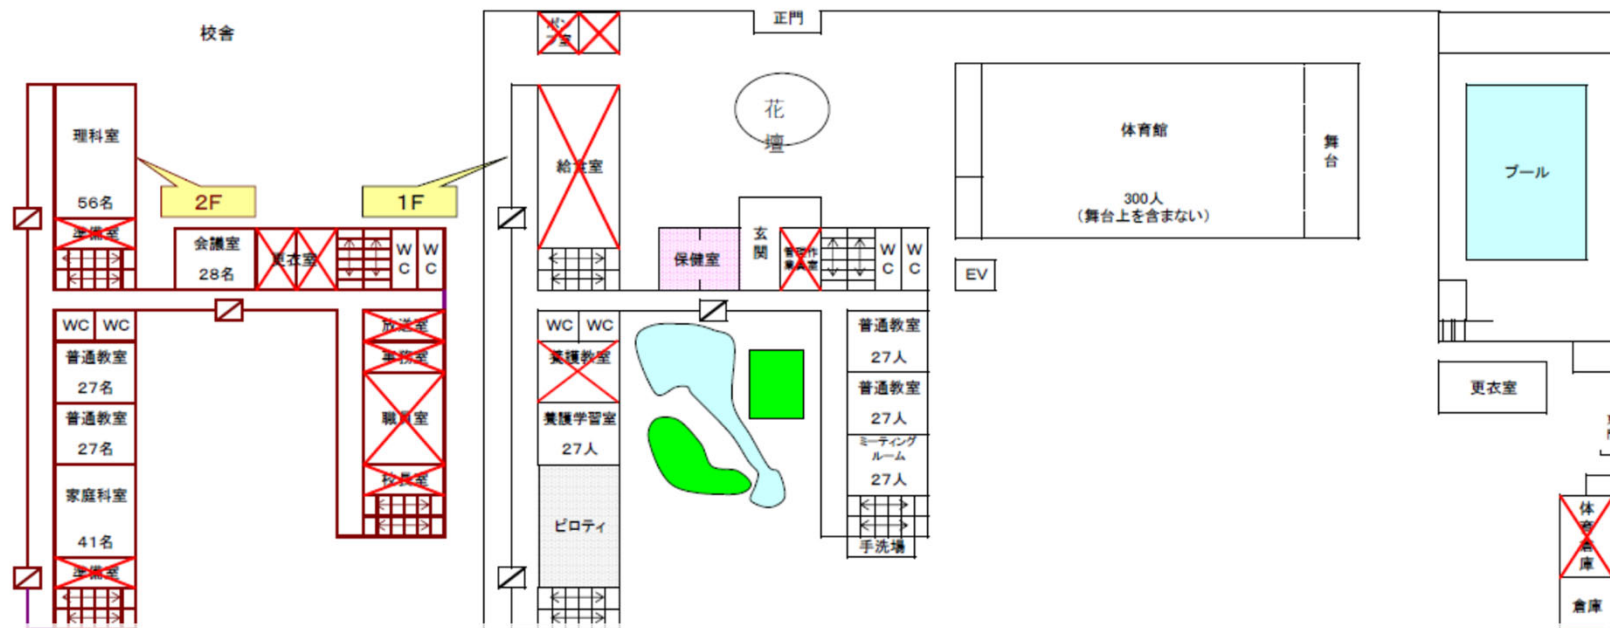 校舎
正門
ポン
プ室
花
壇
体育館
300人
(舞台上を含まない)
舞
台
プール
理科室
56名
準備室
2F
1F
給食室
会議室
28名
更衣室
W
C
W
C
保健室
玄
関
W
C
W
C
EV
WC
WC
放送室
事務室
職員室
校長室
普通教室
27名
普通教室
27名
家庭科室
41名
準備室
WC
WC
養護教室
養護学習室
27人
ピロティ
普通教室
27人
普通教室
27人
ミーティング
ルーム
27人
手洗場
更衣室
体
育
倉
庫
倉庫